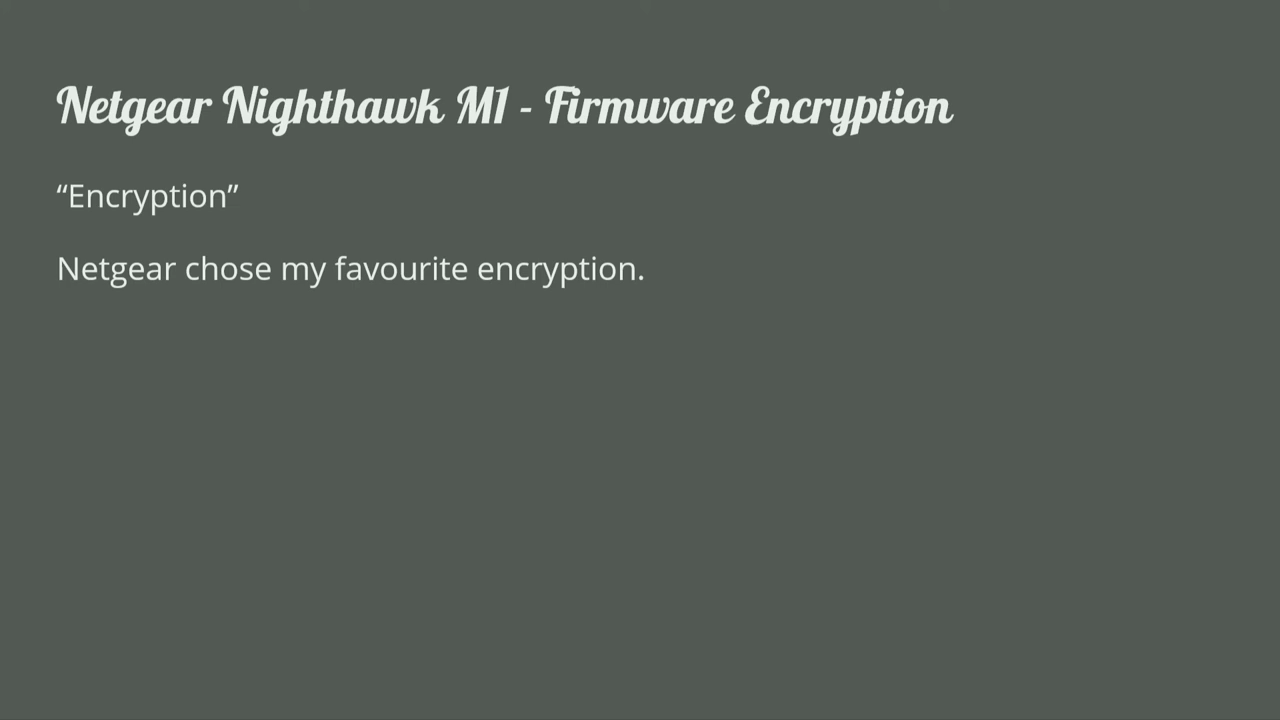 Netgear Nighthawk M1 - Firmware Encryption
“Encryption”
Netgear chose my favourite encryption.